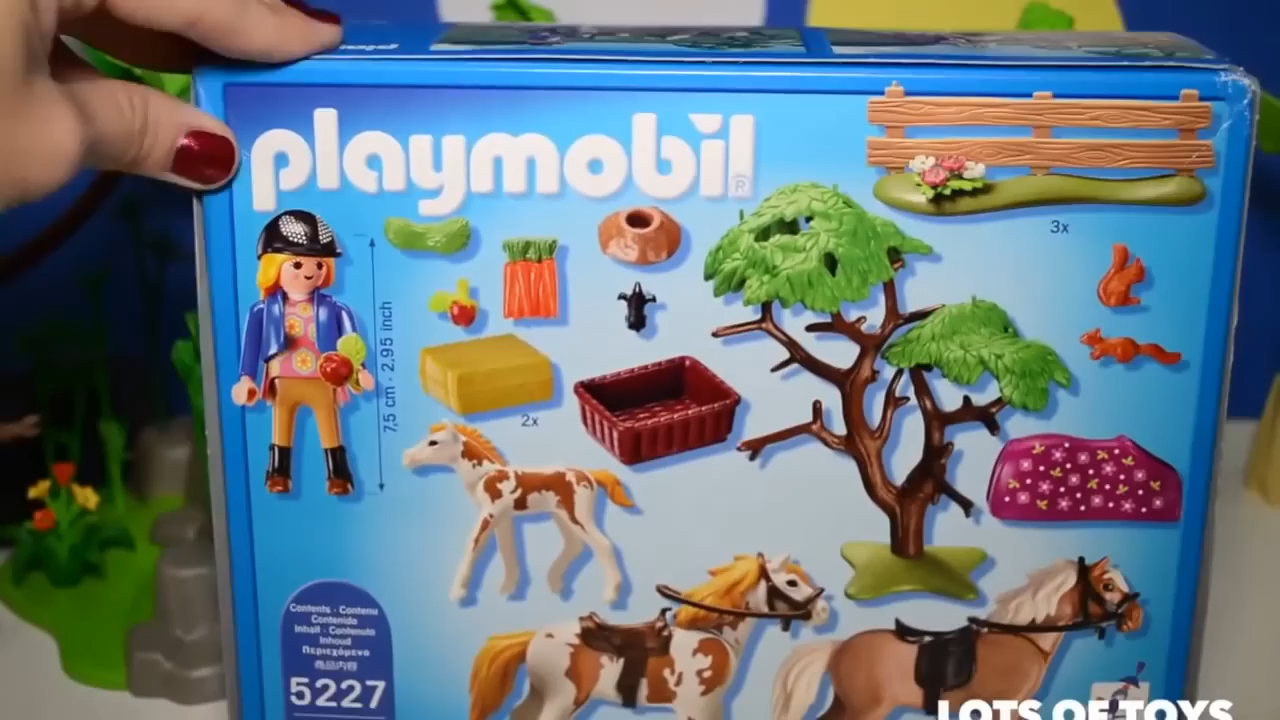 playmobil
®
3x
7,5 cm - 2.95 inch
2x
Contents - Contenu
Contenido
Inhalt - Contenuto
Inhoud
Περιεχόμενο
商品内容
5227
LOTS OF TOYS